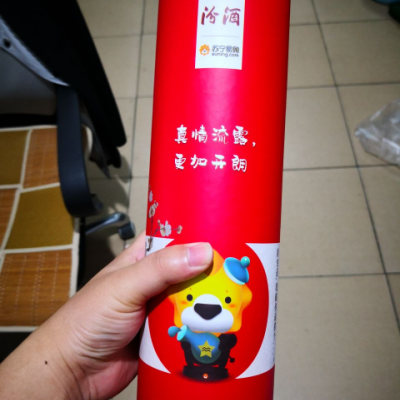 汾酒
苏宁易购
suning.com
真情流露，
更加开朗